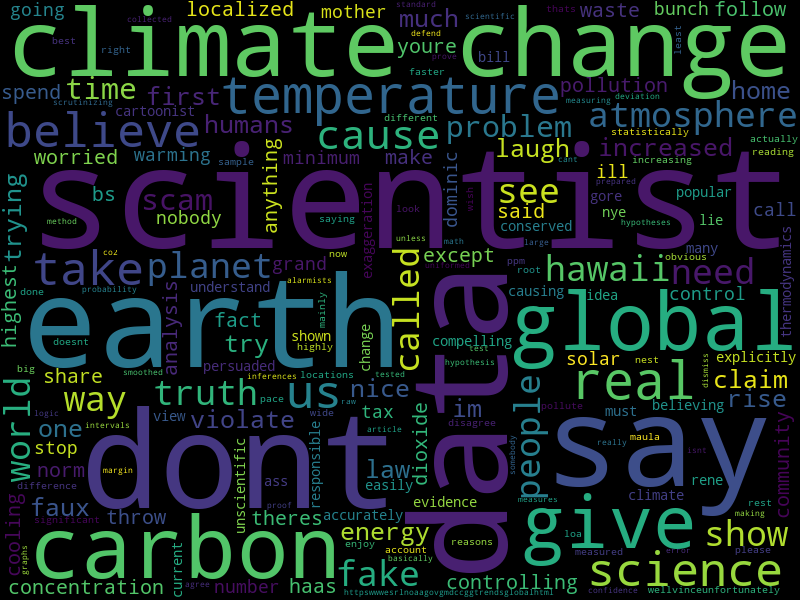 going localized mother much bunch follow
waste
climate change
youre
bill
spend time first temperature pollution home
cartoonist
atmosphere
believe humans cause problem
different
statistically
worried warming minimum make laugh increased
actually
reading
scientist
bs scam anything dominic see ill popular
nobody
saying
said nye lie call
gore
conserved
hypotheses
trying
exaggeration
method
look
unless
math
large
obvious
many
take planet grand except hawaii need
co2
now
alarmists
understand
called
ppm
root
causing idea control
thermodynamics
highest
done
probability
analysis
fact try shown
mainly
highly
change
earth data global
compelling
solar
nest
explicitly
dismiss
doesnt
big
smoothed
persuaded
inferences
locations
tested
hypothesis
test
share truth us nice real claim
world way
pace
raw
people
pollute
believing rise
must
one violate tax im say
view
wide
article
disagree
somebody
really
maula
isnt
rene
stop norm law dioxide
logic
intervals
difference
margin
proof
ass
responsible
easily
evidence
climate
measures
rest
making
community
dont
unscientific
faux throw theres accurately
reasons
loa
give show
cooling
significant
carbon energy science
enjoy
account
basically
measured
error
please
concentration current number haas fake controlling
graphs
agree
httpswwwesrlnoaagovgmdccggtrendsglobalhtml
confidence
wellvinceunfortunately
collected
best
right
scrutinizing
standard
defend
prove
faster
scientific
thats
least
measuring
deviation
sample
cant
prepared
increasing
wish
uniformly